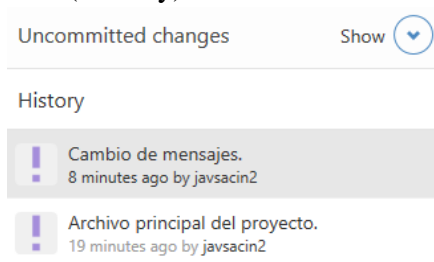 Uncommitted changes Show
History
Cambio de mensajes.
8 minutes ago by javsacin2
Archivo principal del proyecto.
19 minutes ago by javsacin2